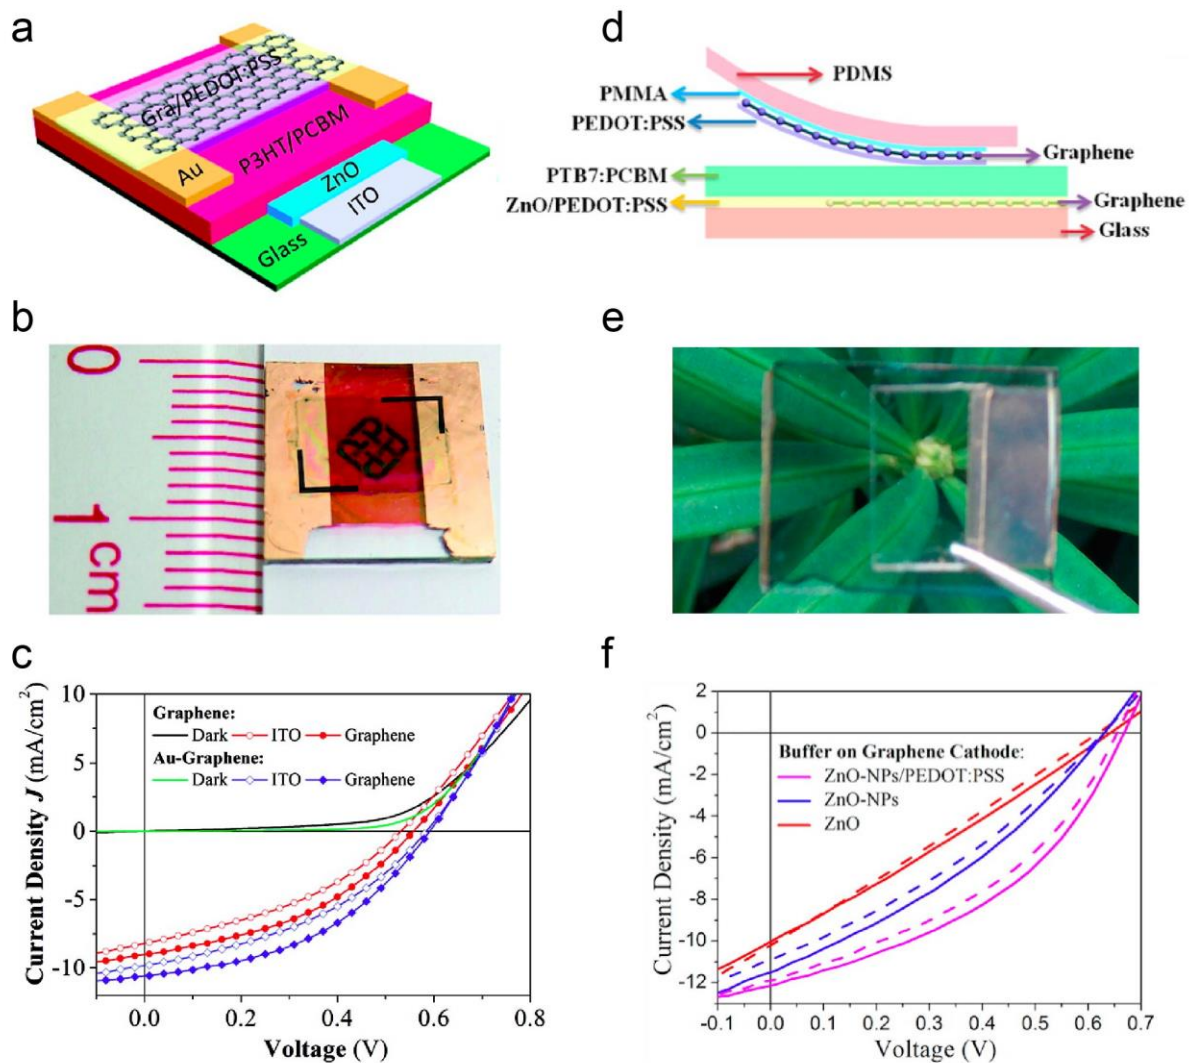 a
Gra/PEDOT:PSS
P3HT/PCBM
Au
ZnO
ITO
Glass
d
PDMS
PMMA
PEDOT:PSS
Graphene
PTB7:PCBM
ZnO/PEDOT:PSS
Graphene
Glass
b
0
1 cm
e
c
Current Density J (mA/cm²)
10
5
0
-5
-10
Graphene:
Dark ITO Graphene
Au-Graphene:
Dark ITO Graphene
0.0 0.2 0.4 0.6 0.8
Voltage (V)
f
Current Density (mA/cm²)
2
0
-2
-4
-6
-8
-10
-12
Buffer on Graphene Cathode:
ZnO-NPs/PEDOT:PSS
ZnO-NPs
ZnO
-0.1 0.0 0.1 0.2 0.3 0.4 0.5 0.6 0.7
Voltage (V)